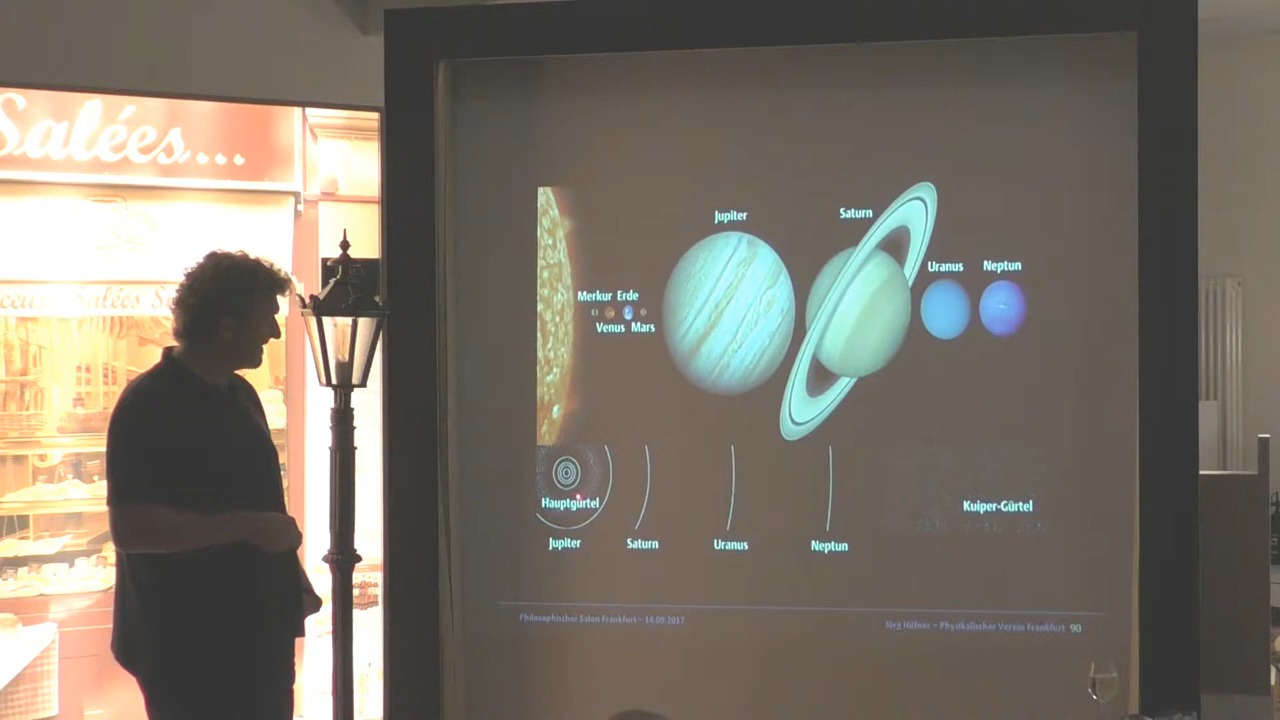 Salées...
Salées
Jupiter
Saturn
Uranus
Neptun
Merkur
Erde
Venus
Mars
Hauptgürtel
Kuiper-Gürtel
Jupiter
Saturn
Uranus
Neptun
Philosophischer Salon Frankfurt – 14.09.2017
Jörg Hüfner – Physikalischer Verein Frankfurt 90